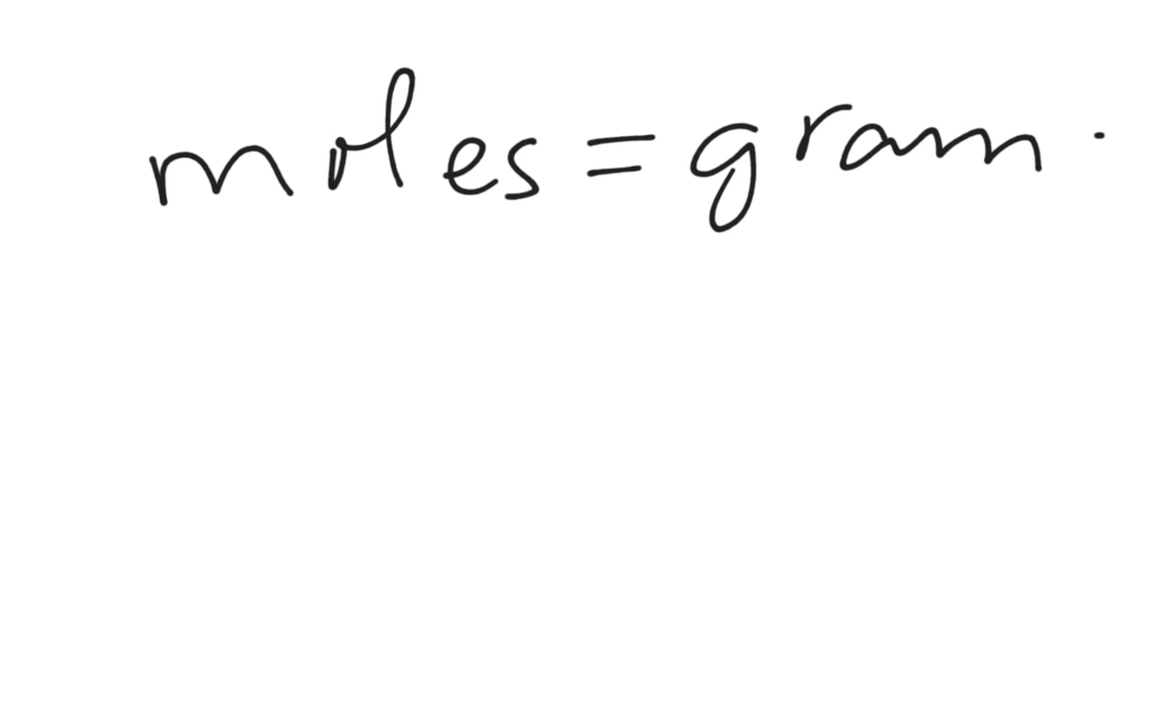 moles = gram.